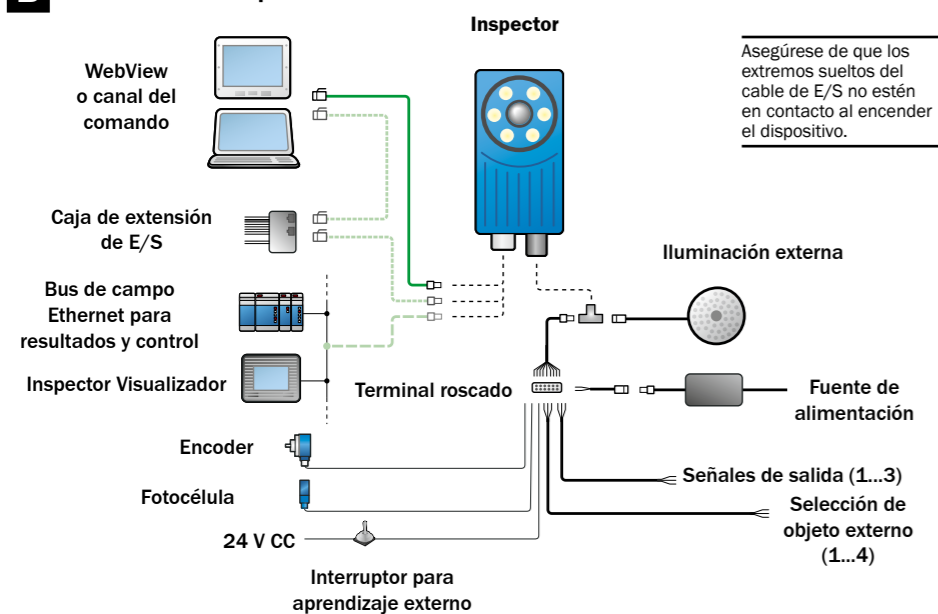 B
Inspector
WebView
o canal del
comando
Asegúrese de que los
extremos sueltos del
cable de E/S no estén
en contacto al encender
el dispositivo.
Caja de extensión
de E/S
Iluminación externa
Bus de campo
Ethernet para
resultados y control
Inspector Visualizador
Terminal roscado
Fuente de
alimentación
Encoder
Señales de salida (1...3)
Fotocélula
Selección de
objeto externo
(1...4)
24 V CC
Interruptor para
aprendizaje externo